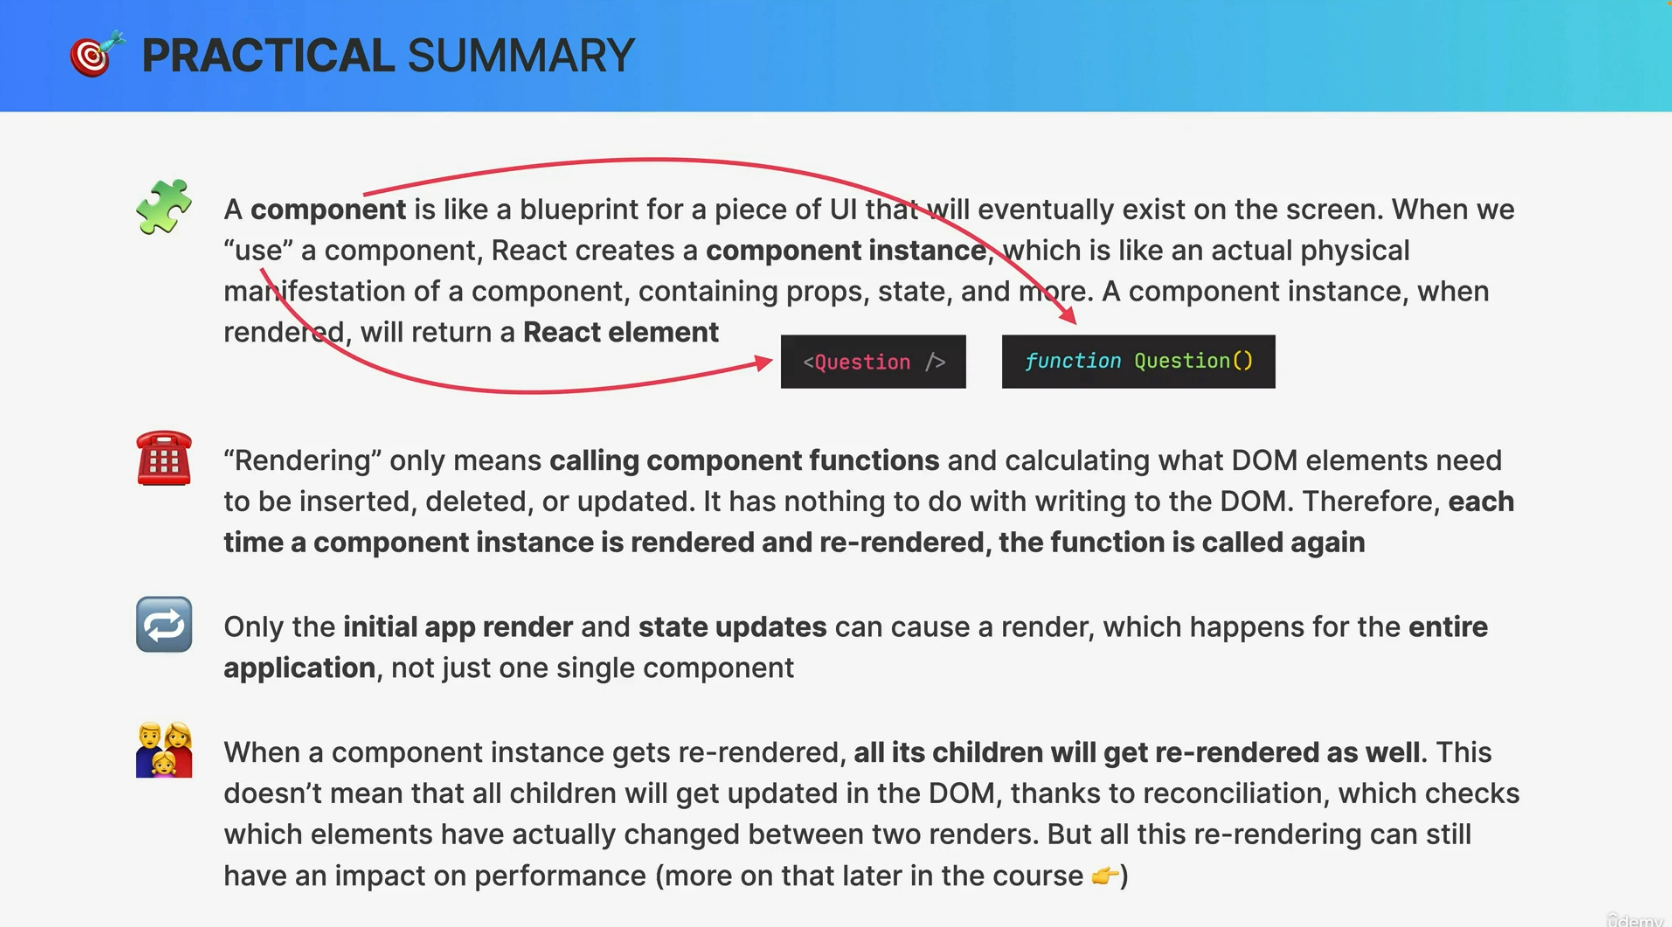 PRACTICAL SUMMARY
A component is like a blueprint for a piece of UI that will eventually exist on the screen. When we
“use” a component, React creates a component instance, which is like an actual physical
manifestation of a component, containing props, state, and more. A component instance, when
rendered, will return a React element
<Question />
function Question()
“Rendering” only means calling component functions and calculating what DOM elements need
to be inserted, deleted, or updated. It has nothing to do with writing to the DOM. Therefore, each
time a component instance is rendered and re-rendered, the function is called again
Only the initial app render and state updates can cause a render, which happens for the entire
application, not just one single component
When a component instance gets re-rendered, all its children will get re-rendered as well. This
doesn’t mean that all children will get updated in the DOM, thanks to reconciliation, which checks
which elements have actually changed between two renders. But all this re-rendering can still
have an impact on performance (more on that later in the course 👉)
ûdemy